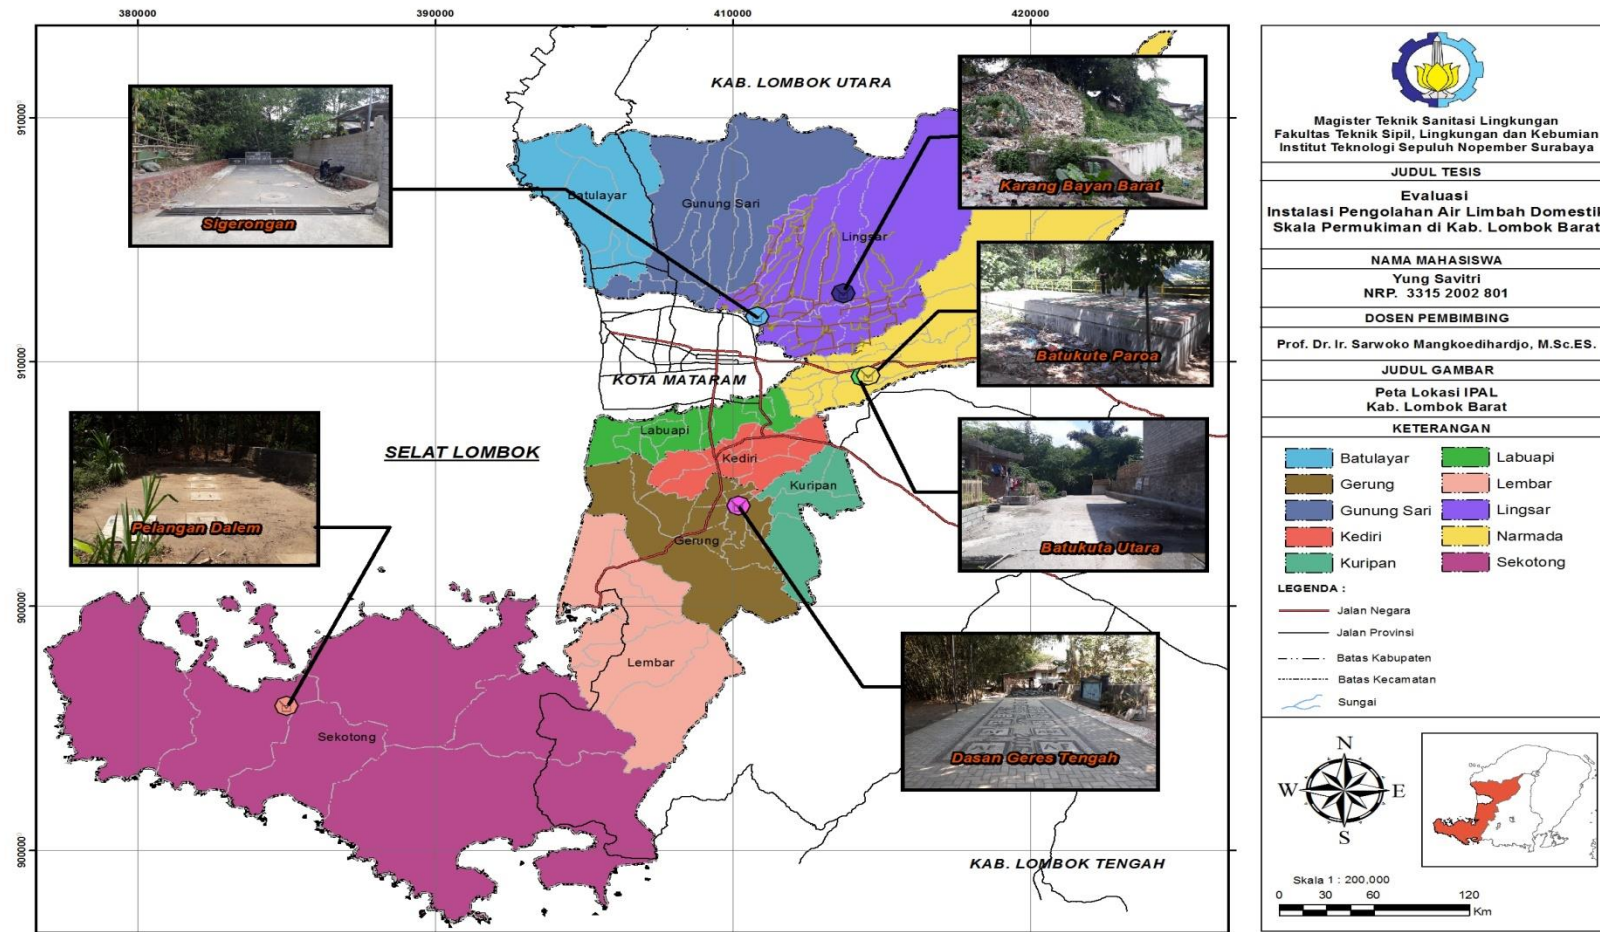 380000
390000
410000
420000
910000
910000
900000
900000
KAB. LOMBOK UTARA
Sigerongan
Karang Bayan Barat
Batulayar
Gunung Sari
Lingsar
Batukute Paroa
KOTA MATARAM
Labuapi
SELAT LOMBOK
Kediri
Kuripan
Pelangan Dalem
Gerung
Batukuta Utara
Lembar
Sekotong
Dasan Geres Tengah
KAB. LOMBOK TENGAH
Magister Teknik Sanitasi Lingkungan
Fakultas Teknik Sipil, Lingkungan dan Kebumian
Institut Teknologi Sepuluh Nopember Surabaya
JUDUL TESIS
Evaluasi
Instalasi Pengolahan Air Limbah Domestik
Skala Permukiman di Kab. Lombok Barat
NAMA MAHASISWA
Yung Savitri
NRP. 3315 2002 801
DOSEN PEMBIMBING
Prof. Dr. Ir. Sarwoko Mangkoedihardjo, M.Sc.ES.
JUDUL GAMBAR
Peta Lokasi IPAL
Kab. Lombok Barat
KETERANGAN
Batulayar
Labuapi
Gerung
Lembar
Gunung Sari
Lingsar
Kediri
Narmada
Kuripan
Sekotong
LEGENDA :
Jalan Negara
Jalan Provinsi
Batas Kabupaten
Batas Kecamatan
Sungai
N
W E
S
Skala 1 : 200,000
0 30 60 120
Km